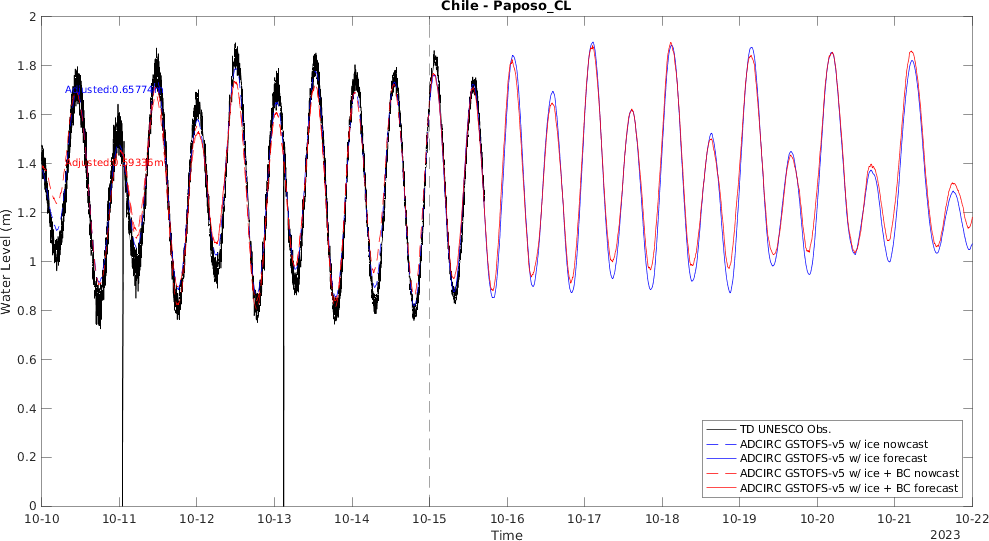 Chile - Paposo_CL
2
1.8
1.6
1.4
1.2
1
0.8
0.6
0.4
0.2
0
Water Level (m)
Adjusted:0.65774
10-10
10-11
10-12
10-13
10-14
10-15
10-16
10-17
10-18
10-19
10-20
10-21
10-22
Time
2023
TD UNESCO Obs.
ADCIRC GSTOFS-v5 w/ ice nowcast
ADCIRC GSTOFS-v5 w/ ice forecast
ADCIRC GSTOFS-v5 w/ ice + BC nowcast
ADCIRC GSTOFS-v5 w/ ice + BC forecast